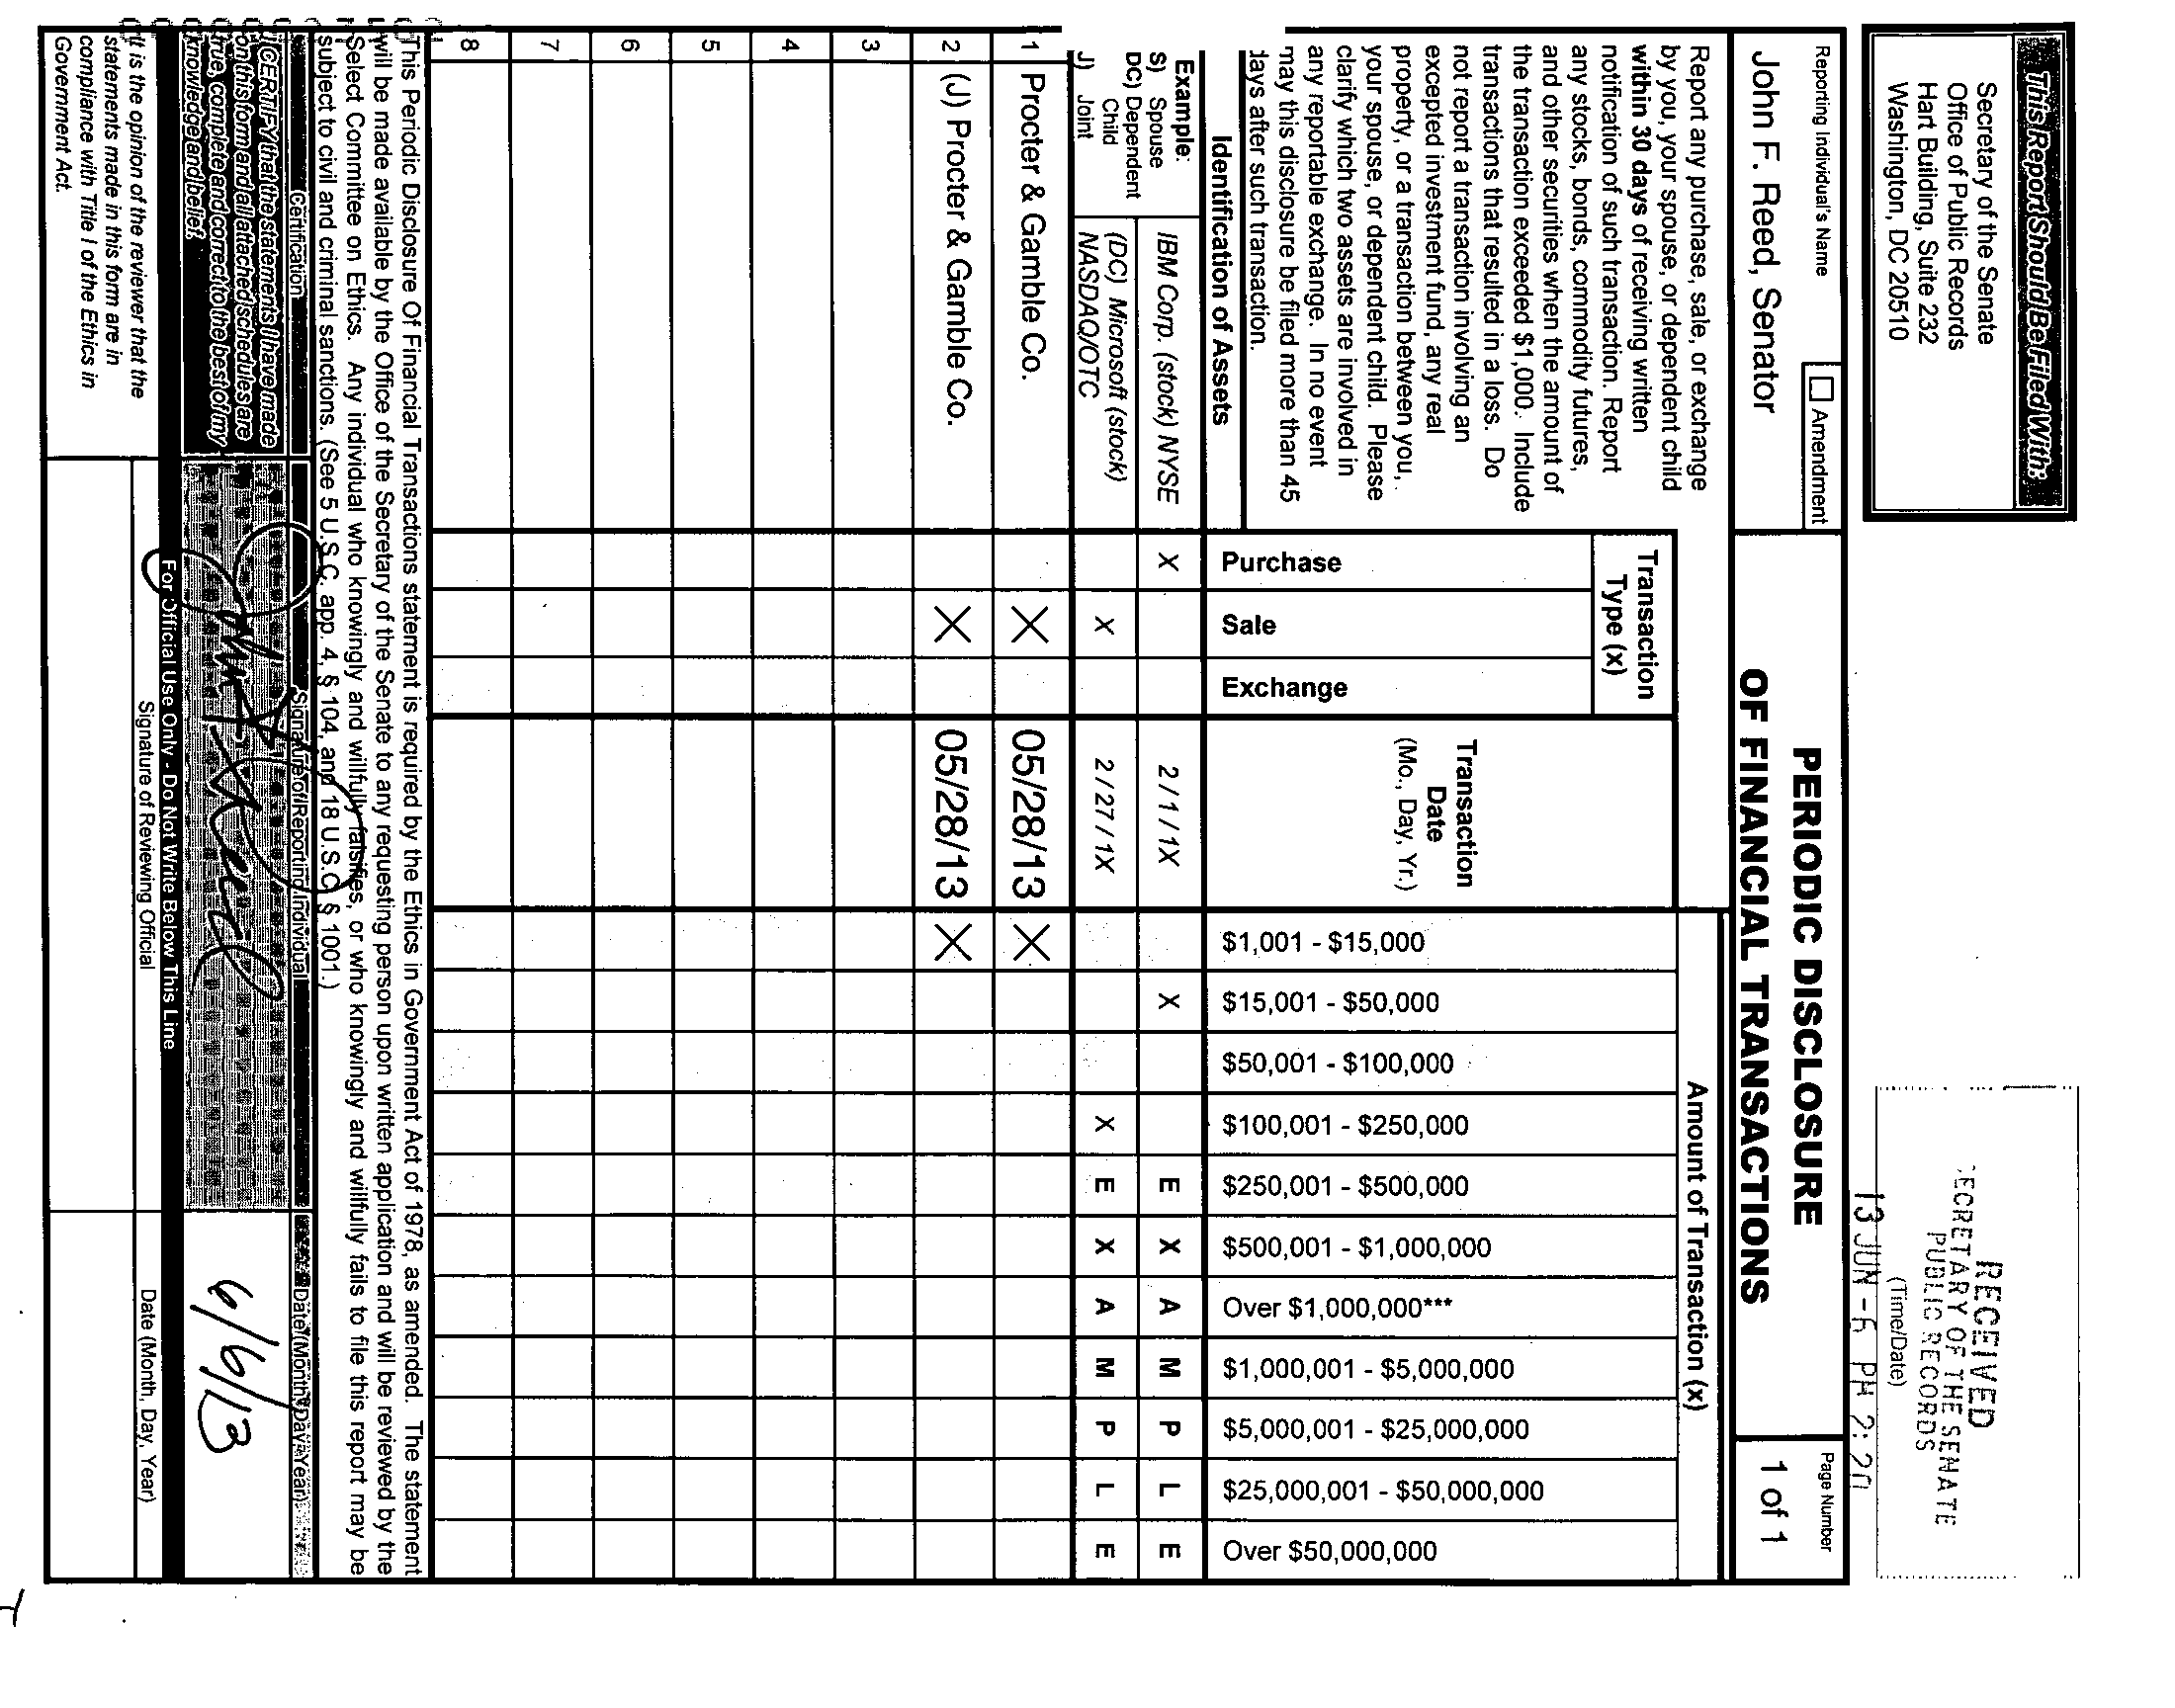 This Report Should Be Filed With:
Secretary of the Senate
Office of Public Records
Hart Building, Suite 232
Washington, DC 20510
RECEIVED
SECRETARY OF THE SENATE
PUBLIC RECORDS
(Time/Date)
13 JUN -6 PM 2:20
Reporting Individual's Name
Amendment
John F. Reed, Senator
PERIODIC DISCLOSURE
OF FINANCIAL TRANSACTIONS
Page Number
1 of 1
Report any purchase, sale, or exchange
by you, your spouse, or dependent child
within 30 days of receiving written
notification of such transaction. Report
any stocks, bonds, commodity futures,
and other securities when the amount of
the transaction exceeded $1,000. Include
transactions that resulted in a loss. Do
not report a transaction involving an
excepted investment fund, any real
property, or a transaction between you,
your spouse, or dependent child. Please
clarify which two assets are involved in
any reportable exchange. In no event
may this disclosure be filed more than 45
days after such transaction.
Identification of Assets
Transaction
Type (x)
Purchase
Sale
Exchange
Transaction
Date
(Mo., Day, Yr.)
Amount of Transaction (x)
$1,001 - $15,000
$15,001 - $50,000
$50,001 - $100,000
$100,001 - $250,000
$250,001 - $500,000
$500,001 - $1,000,000
Over $1,000,000***
$1,000,001 - $5,000,000
$5,000,001 - $25,000,000
$25,000,001 - $50,000,000
Over $50,000,000
Example:
S) Spouse
DC) Dependent
Child
J) Joint
IBM Corp. (stock) NYSE X 2/1/1X X E X A M P L E
(DC) Microsoft (stock)
NASDAQ/OTC X 2/27/1X X E X A M P L E
1 Procter & Gamble Co. X 05/28/13 X
2 (J) Procter & Gamble Co. X 05/28/13 X
3
4
5
6
7
8
This Periodic Disclosure Of Financial Transactions statement is required by the Ethics in Government Act of 1978, as amended. The statement
will be made available by the Office of the Secretary of the Senate to any requesting person upon written application and will be reviewed by the
Select Committee on Ethics. Any individual who knowingly and willfully falsifies, or who knowingly and willfully fails to file this report may be
subject to civil and criminal sanctions. (See 5 U.S.C. app. 4, § 104, and 18 U.S.C. § 1001.)
Certification
Signature of Reporting Individual
Date (Month, Day, Year)
I CERTIFY that the statements I have made
on this form and all attached schedules are
true, complete and correct to the best of my
knowledge and belief.
6/6/13
For Official Use Only - Do Not Write Below This Line
It is the opinion of the reviewer that the
statements made in this form are in
compliance with Title I of the Ethics in
Government Act.
Signature of Reviewing Official
Date (Month, Day, Year)